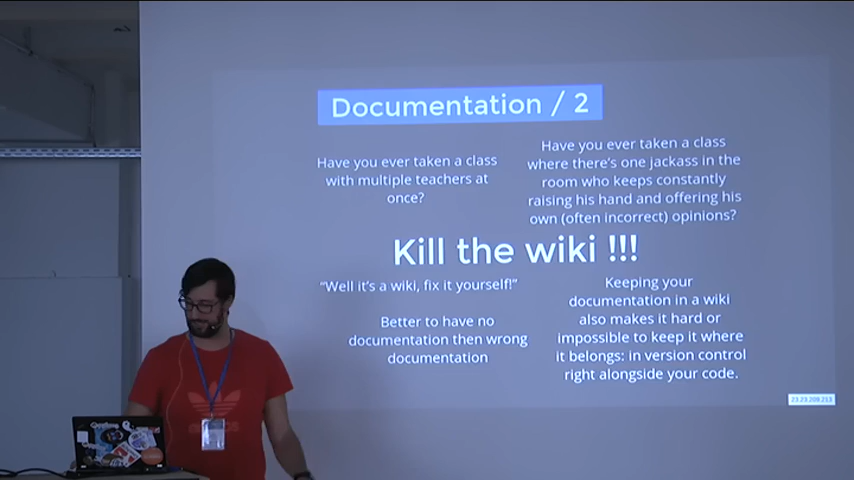 Documentation / 2
Have you ever taken a class
with multiple teachers at
once?
Have you ever taken a class
where there's one jackass in the
room who keeps constantly
raising his hand and offering his
own (often incorrect) opinions?
Kill the wiki !!!
"Well it's a wiki, fix it yourself!"
Better to have no
documentation then wrong
documentation
Keeping your
documentation in a wiki
also makes it hard or
impossible to keep it where
it belongs: in version control
right alongside your code.
23.23.209.213